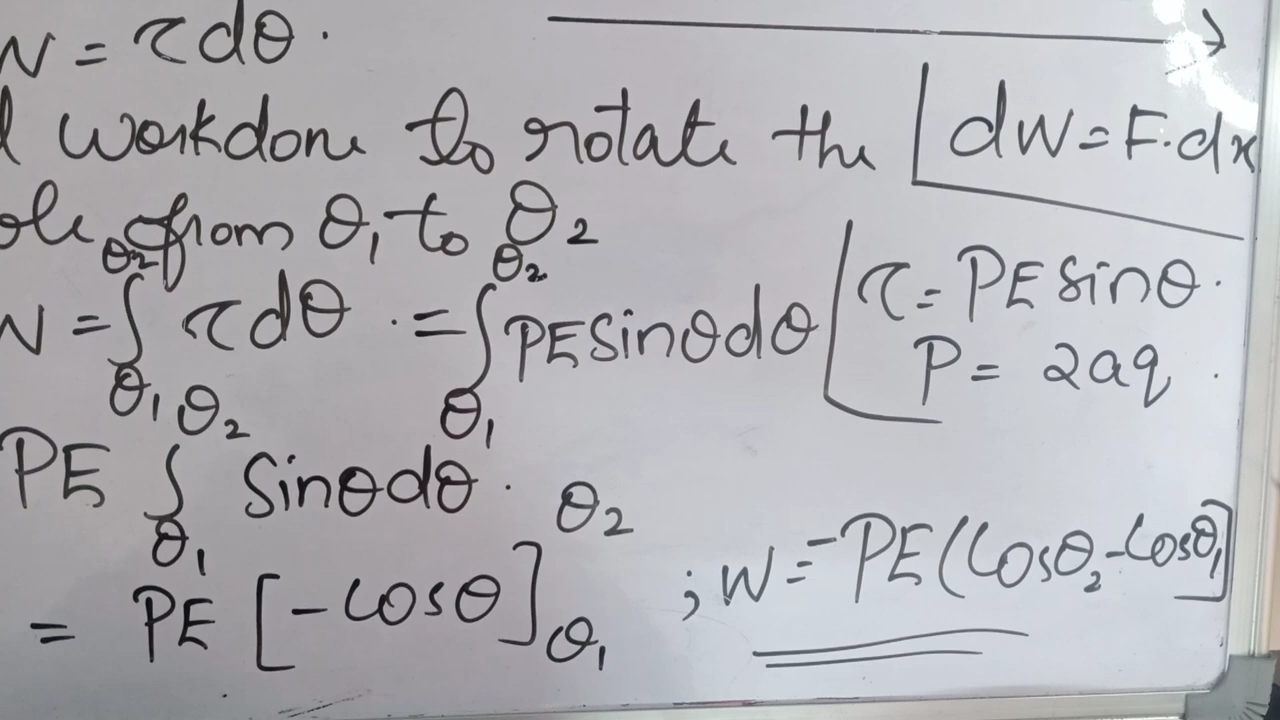 W = τdθ.
workdone to rotate the
dW = F.dx
from θ₁ to θ₂
W = ∫θ₁θ₂ τdθ . = ∫θ₁θ₂ PE sinθdθ
τ = PE sinθ.
P = 2aq.
PE ∫θ₁θ₂ sinθdθ.
= PE [-cosθ]θ₁θ₂ ; W = -PE(cosθ₂-cosθ₁]